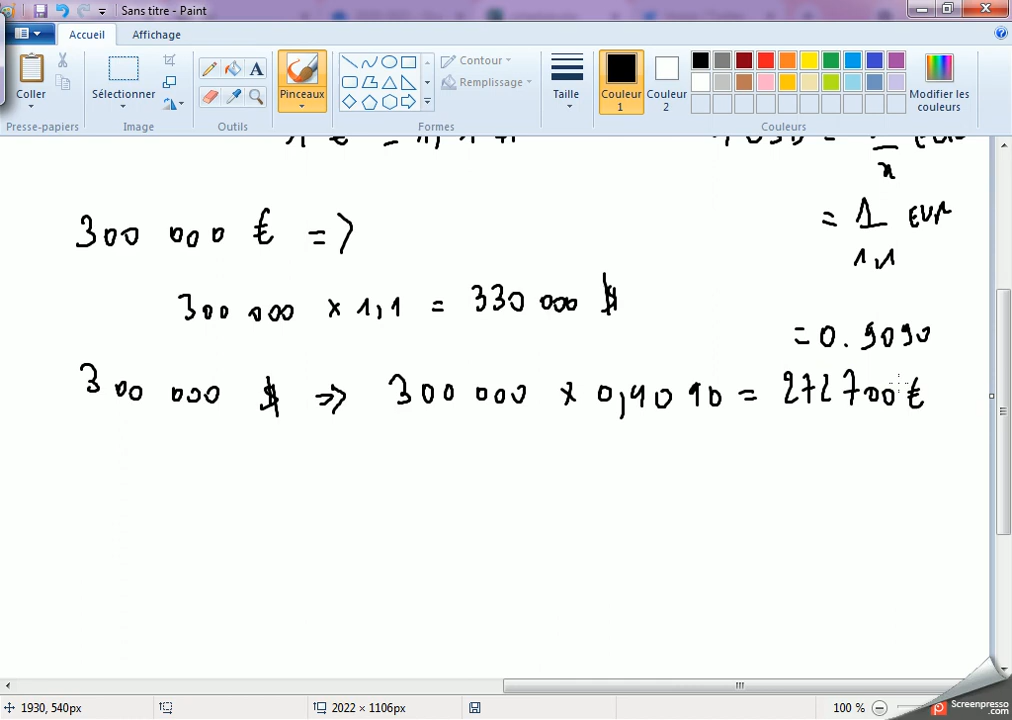 Sans titre - Paint
Accueil
Affichage
Coller
Sélectionner
Pinceaux
Contour
Remplissage
Taille
Couleur
1
Couleur
2
Modifier les
couleurs
Presse-papiers
Image
Outils
Formes
Couleurs
300 000 € =>
= 1 EUR
1,1
300 000 × 1,1 = 330 000 $
= 0.9090
300 000 $ => 300 000 × 0,9090 = 272 700 €
1930, 540px
2022 × 1106px
100 %
Screenpresso
.com